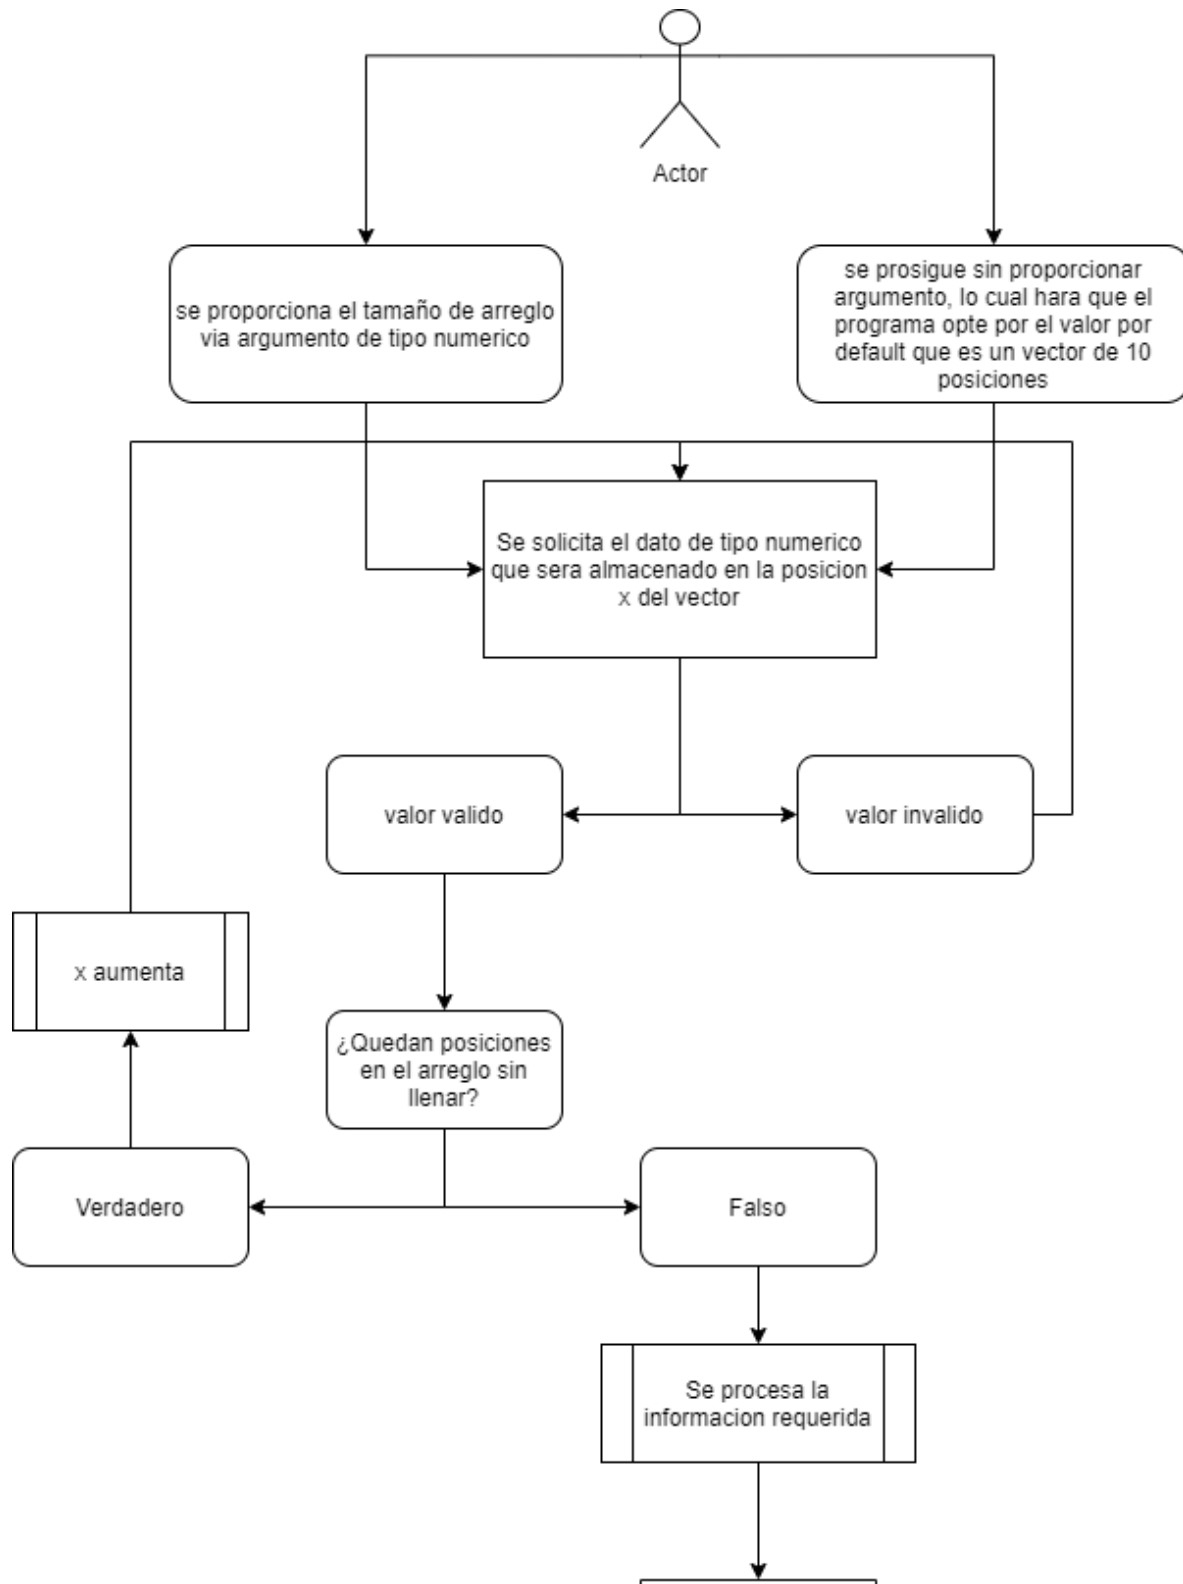 Actor
se proporciona el tamaño de arreglo
via argumento de tipo numerico
se prosigue sin proporcionar
argumento, lo cual hara que el
programa opte por el valor por
default que es un vector de 10
posiciones
Se solicita el dato de tipo numerico
que sera almacenado en la posicion
x del vector
valor valido
valor invalido
x aumenta
¿Quedan posiciones
en el arreglo sin
llenar?
Verdadero
Falso
Se procesa la
informacion requerida